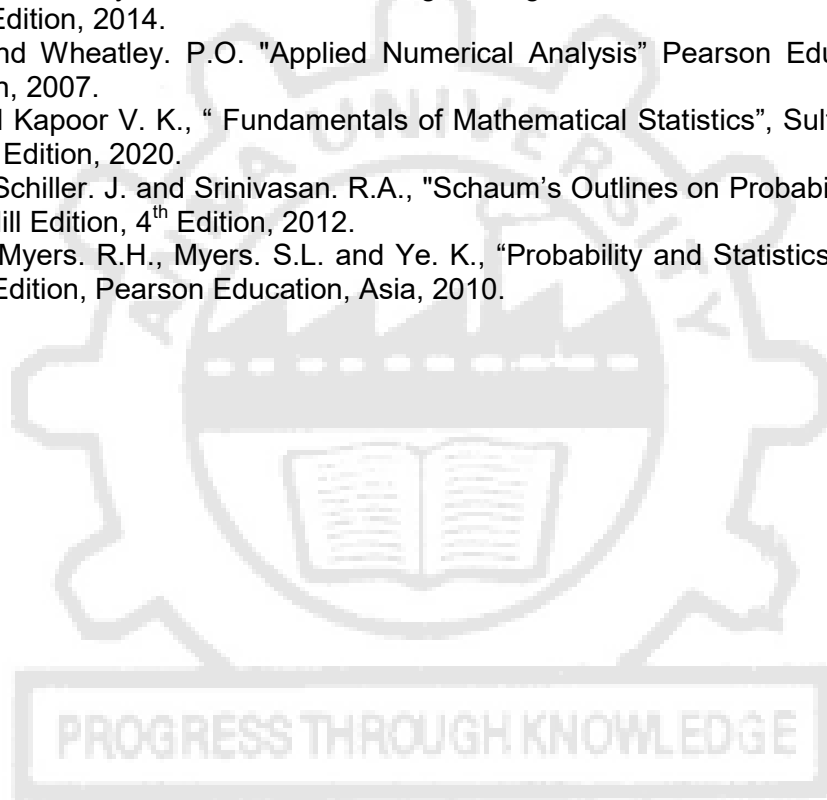 Edition, 2014.
nd Wheatley. P.O. "Applied Numerical Analysis” Pearson Edu
n, 2007.
l Kapoor V. K., “ Fundamentals of Mathematical Statistics”, Sul
Edition, 2020.
Schiller. J. and Srinivasan. R.A., "Schaum’s Outlines on Probabi
ill Edition, 4th Edition, 2012.
Myers. R.H., Myers. S.L. and Ye. K., “Probability and Statistics
Edition, Pearson Education, Asia, 2010.
ANNA UNIVERSITY
PROGRESS THROUGH KNOWLEDGE